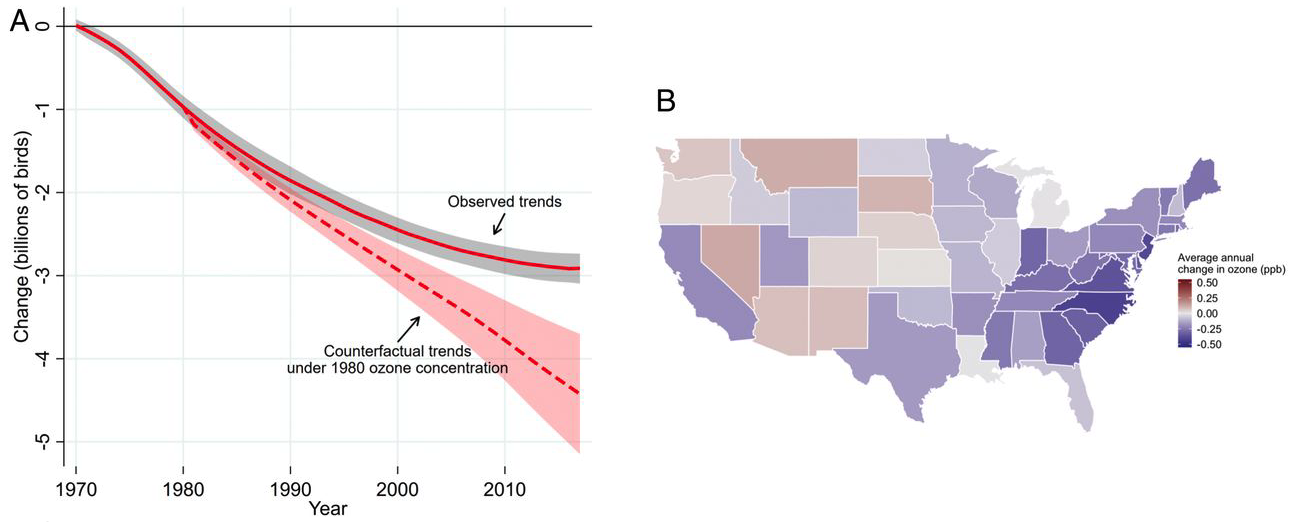 A
0
-1
-2
-3
-4
-5
Change (billions of birds)
Observed trends
Counterfactual trends
under 1980 ozone concentration
1970
1980
1990
2000
2010
Year
B
Average annual
change in ozone (ppb)
0.50
0.25
0.00
-0.25
-0.50